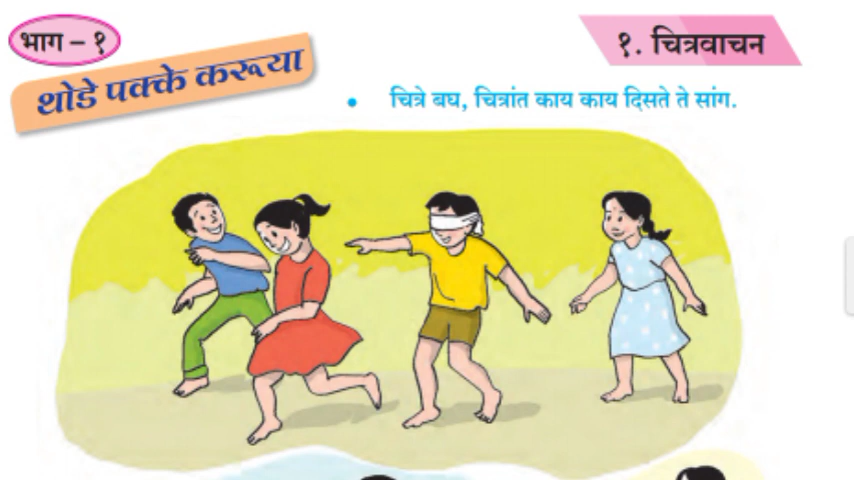 भाग – १
थोडे पक्के करूया
१. चित्रवाचन
• चित्रे बघ, चित्रांत काय काय दिसते ते सांग.